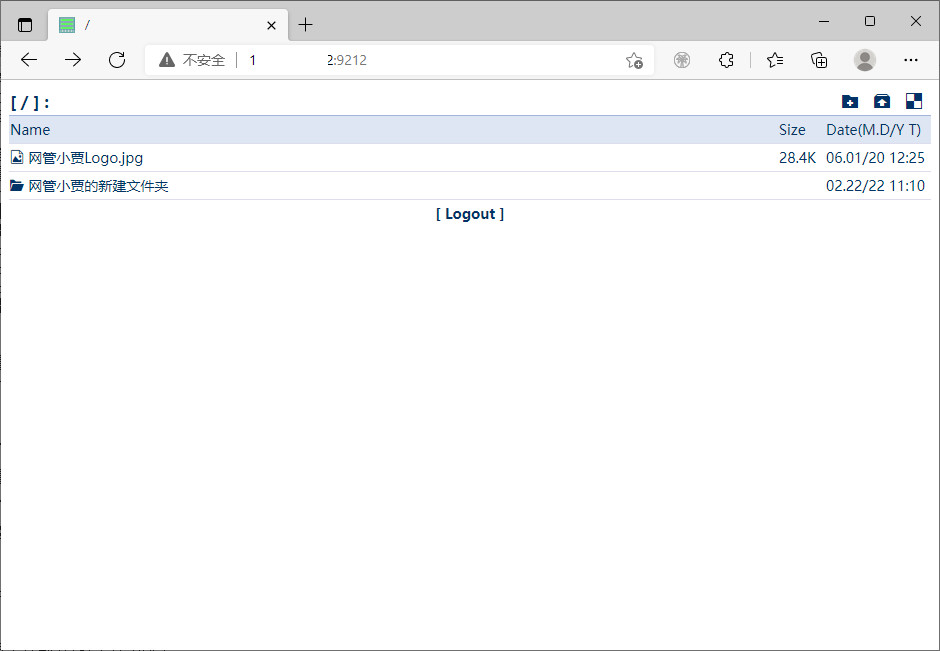 /
不安全 1 2:9212
[ / ] :
Name Size Date(M.D/Y T)
网管小贾Logo.jpg 28.4K 06.01/20 12:25
网管小贾的新建文件夹 02.22/22 11:10
[ Logout ]